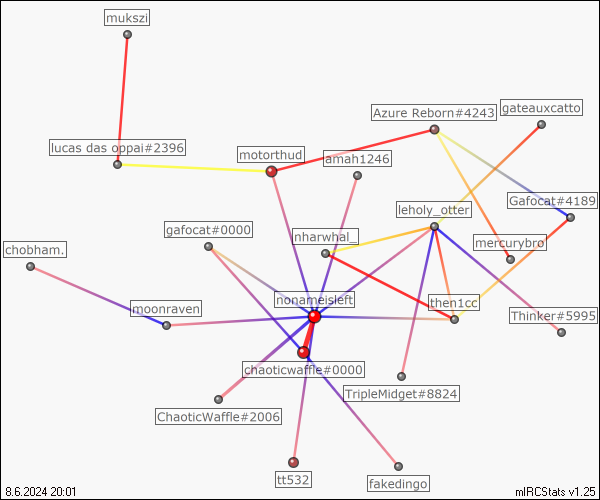 mukszi
Azure Reborn#4243
gateauxcatto
lucas das oppai#2396
motorthud
amah1246
Gafocat#4189
leholy_otter
gafocat#0000
nharwhal_
mercurybro
chobham.
nonameisleft
moonraven
then1cc
Thinker#5995
chaoticwaffle#0000
TripleMidget#8824
ChaoticWaffle#2006
tt532
fakedingo
8.6.2024 20:01
mIRCStats v1.25